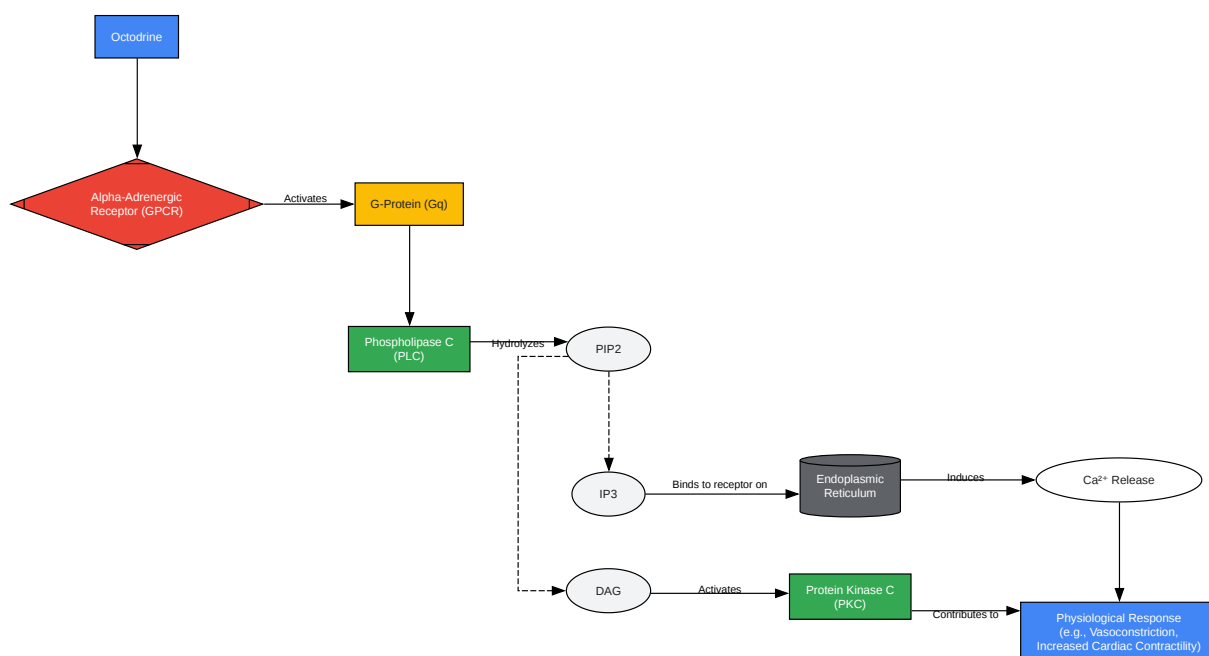 Octodrine
Alpha-Adrenergic
Receptor (GPCR)
Activates
G-Protein (Gq)
Phospholipase C
(PLC)
Hydrolyzes
PIP2
IP3
Binds to receptor on
Endoplasmic
Reticulum
Induces
Ca²⁺ Release
DAG
Activates
Protein Kinase C
(PKC)
Contributes to
Physiological Response
(e.g., Vasoconstriction,
Increased Cardiac Contractility)